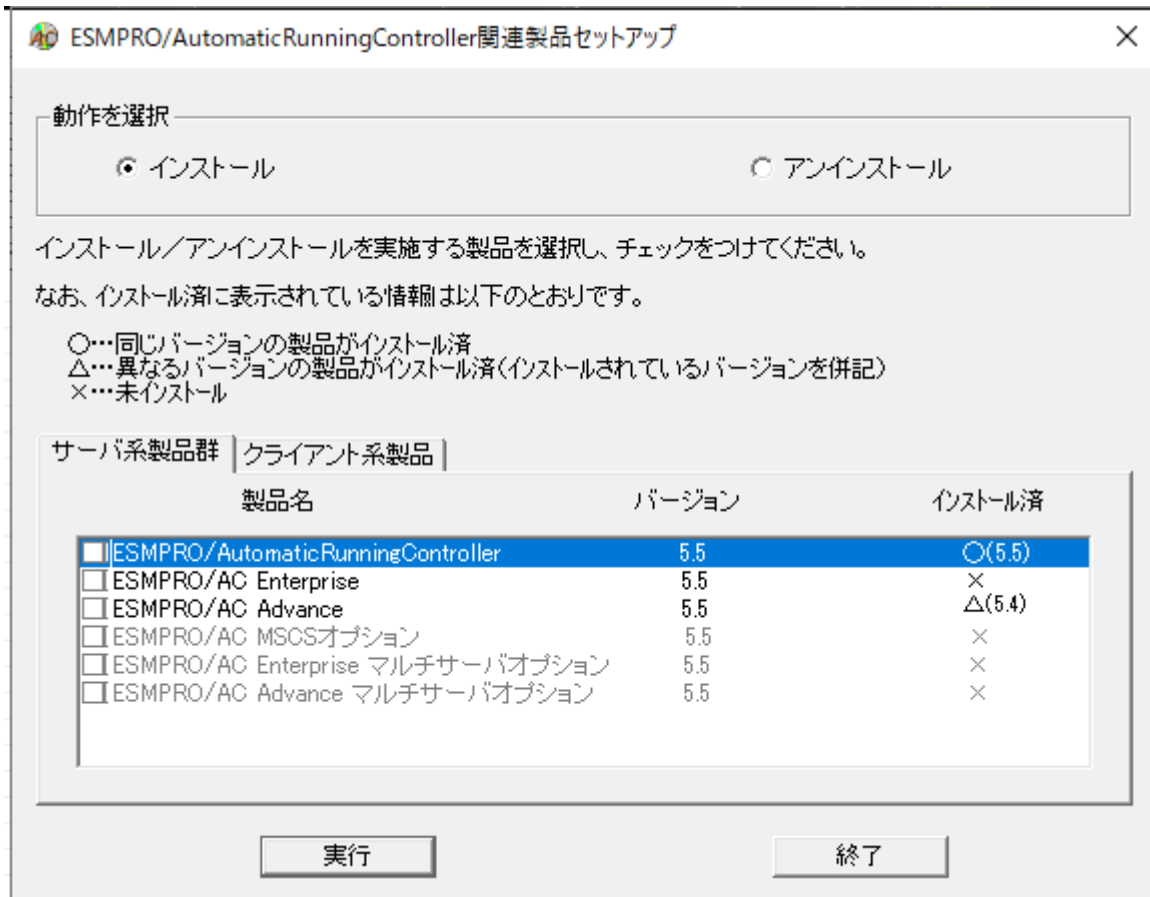 ESMPRO/AutomaticRunningController関連製品セットアップ
動作を選択
インストール アンインストール
インストール／アンインストールを実施する製品を選択し、チェックをつけてください。
なお、インストール済に表示されている情報は以下のとおりです。
○…同じバージョンの製品がインストール済
△…異なるバージョンの製品がインストール済(インストールされているバージョンを併記)
×…未インストール
サーバ系製品群 クライアント系製品
製品名 バージョン インストール済
ESMPRO/AutomaticRunningController 5.5 ○(5.5)
ESMPRO/AC Enterprise 5.5 ×
ESMPRO/AC Advance 5.5 △(5.4)
ESMPRO/AC MSCSオプション 5.5 ×
ESMPRO/AC Enterprise マルチサーバオプション 5.5 ×
ESMPRO/AC Advance マルチサーバオプション 5.5 ×
実行 終了